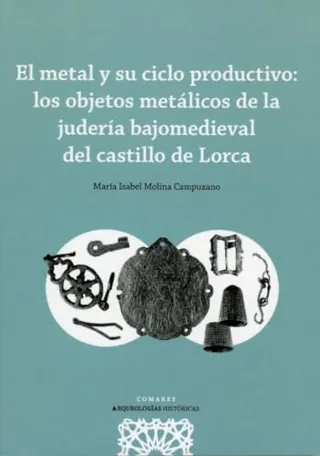 El metal y su ciclo productivo:
los objetos metálicos de la
judería bajomedieval
del castillo de Lorca
María Isabel Molina Campuzano
COMARES
ARQUEOLOGÍAS HISTÓRICAS